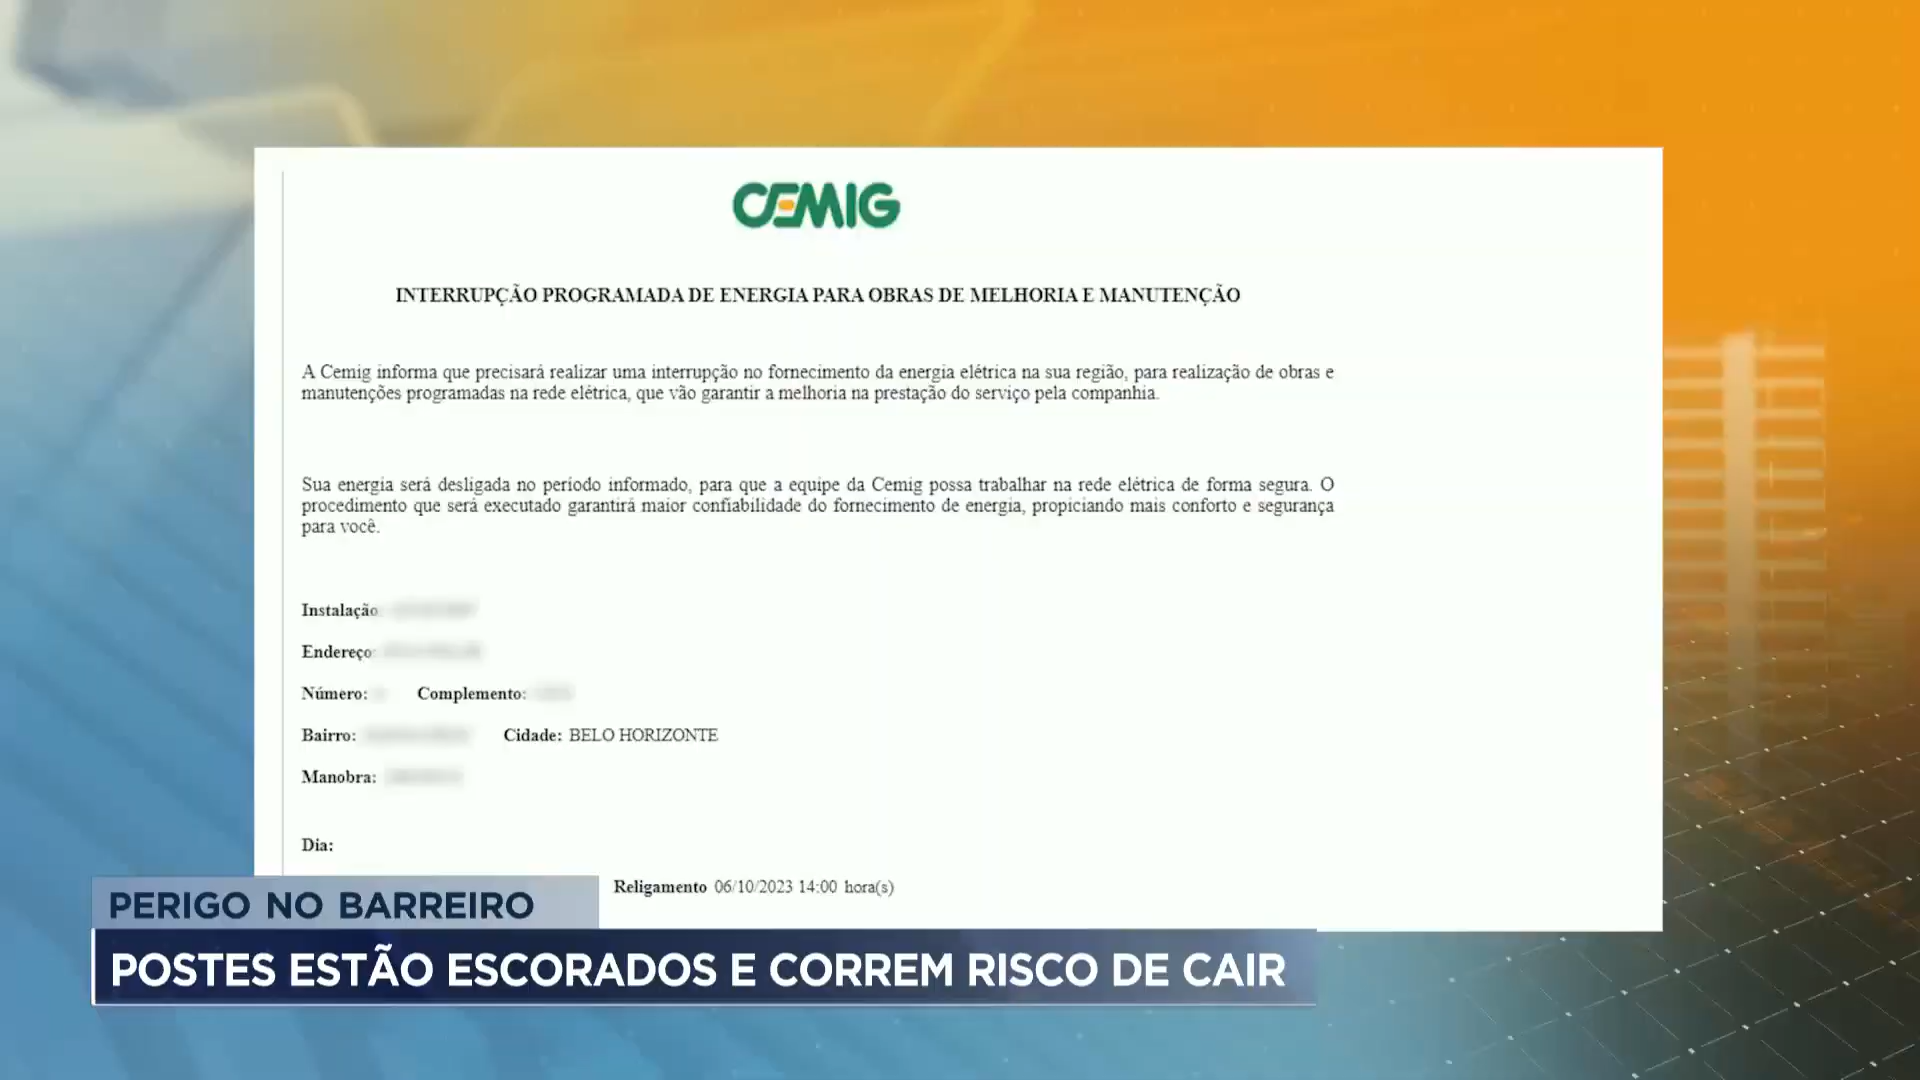 CEMIG
INTERRUPÇÃO PROGRAMADA DE ENERGIA PARA OBRAS DE MELHORIA E MANUTENÇÃO
A Cemig informa que precisará realizar uma interrupção no fornecimento da energia elétrica na sua região, para realização de obras e
manutenções programadas na rede elétrica, que vão garantir a melhoria na prestação do serviço pela companhia.
Sua energia será desligada no período informado, para que a equipe da Cemig possa trabalhar na rede elétrica de forma segura. O
procedimento que será executado garantirá maior confiabilidade do fornecimento de energia, propiciando mais conforto e segurança
para você.
Instalação
Endereço:
Número: Complemento:
Bairro: Cidade: BELO HORIZONTE
Manobra:
Dia:
Religamento 06/10/2023 14:00 hora(s)
PERIGO NO BARREIRO
POSTES ESTÃO ESCORADOS E CORREM RISCO DE CAIR